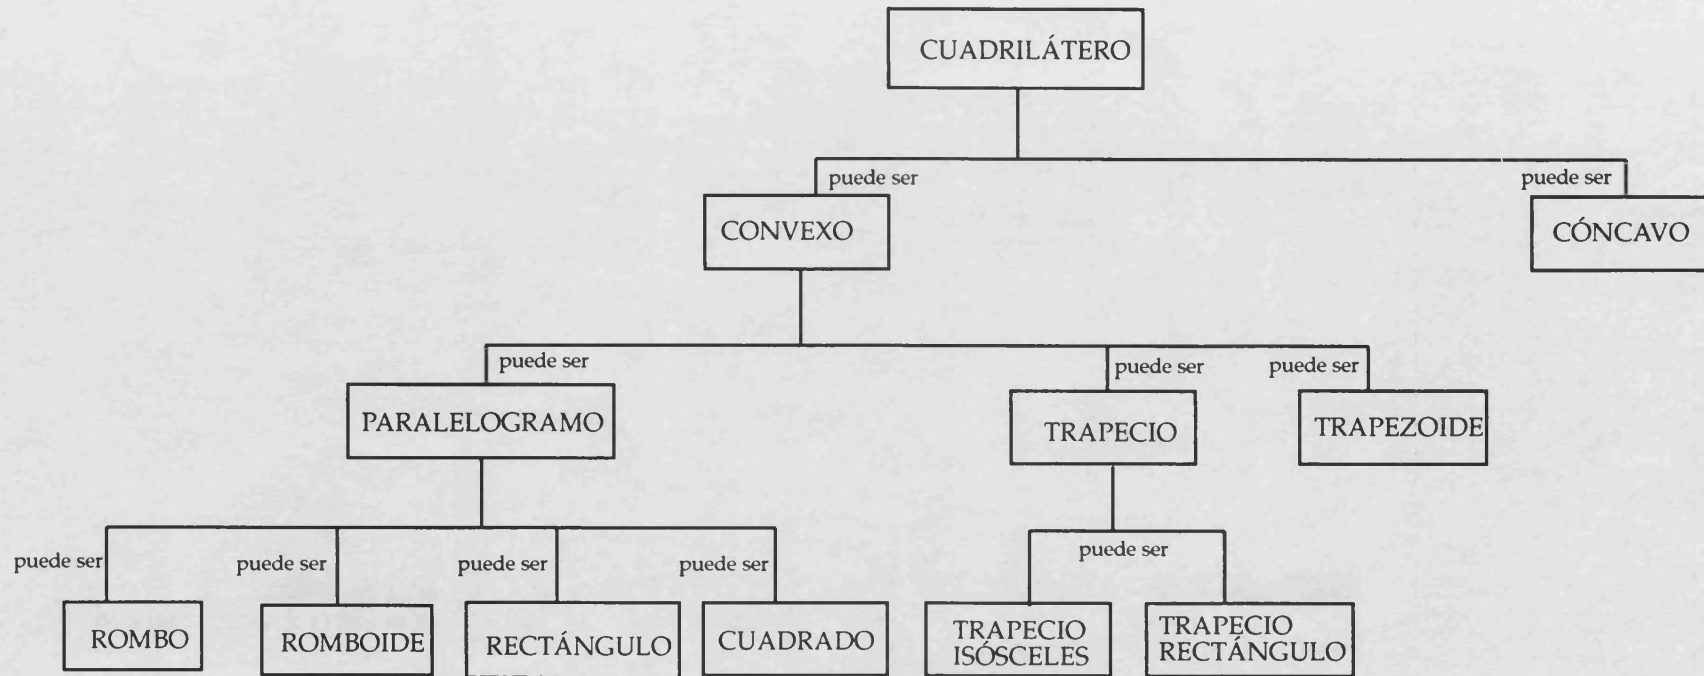 CUADRILÁTERO
puede ser
puede ser
CONVEXO
CÓNCAVO
puede ser
puede ser
puede ser
PARALELOGRAMO
TRAPECIO
TRAPEZOIDE
puede ser
puede ser
puede ser
puede ser
puede ser
ROMBO
ROMBOIDE
RECTÁNGULO
CUADRADO
TRAPECIO
ISÓSCELES
TRAPECIO
RECTÁNGULO